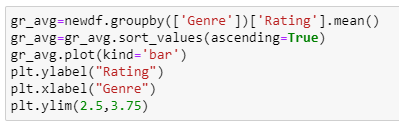 gr_avg=newdf.groupby(['Genre'])['Rating'].mean()
gr_avg=gr_avg.sort_values(ascending=True)
gr_avg.plot(kind='bar')
plt.ylabel("Rating")
plt.xlabel("Genre")
plt.ylim(2.5,3.75)